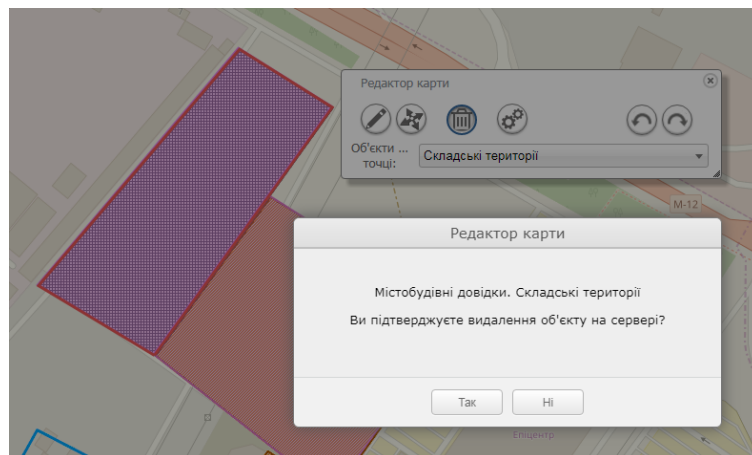 Редактор карти
Об'єкти ...
точці:
Складські території
М-12
Редактор карти
Містобудівні довідки. Складські території
Ви підтверджуєте видалення об'єкту на сервері?
Так
Ні
Епіцентр